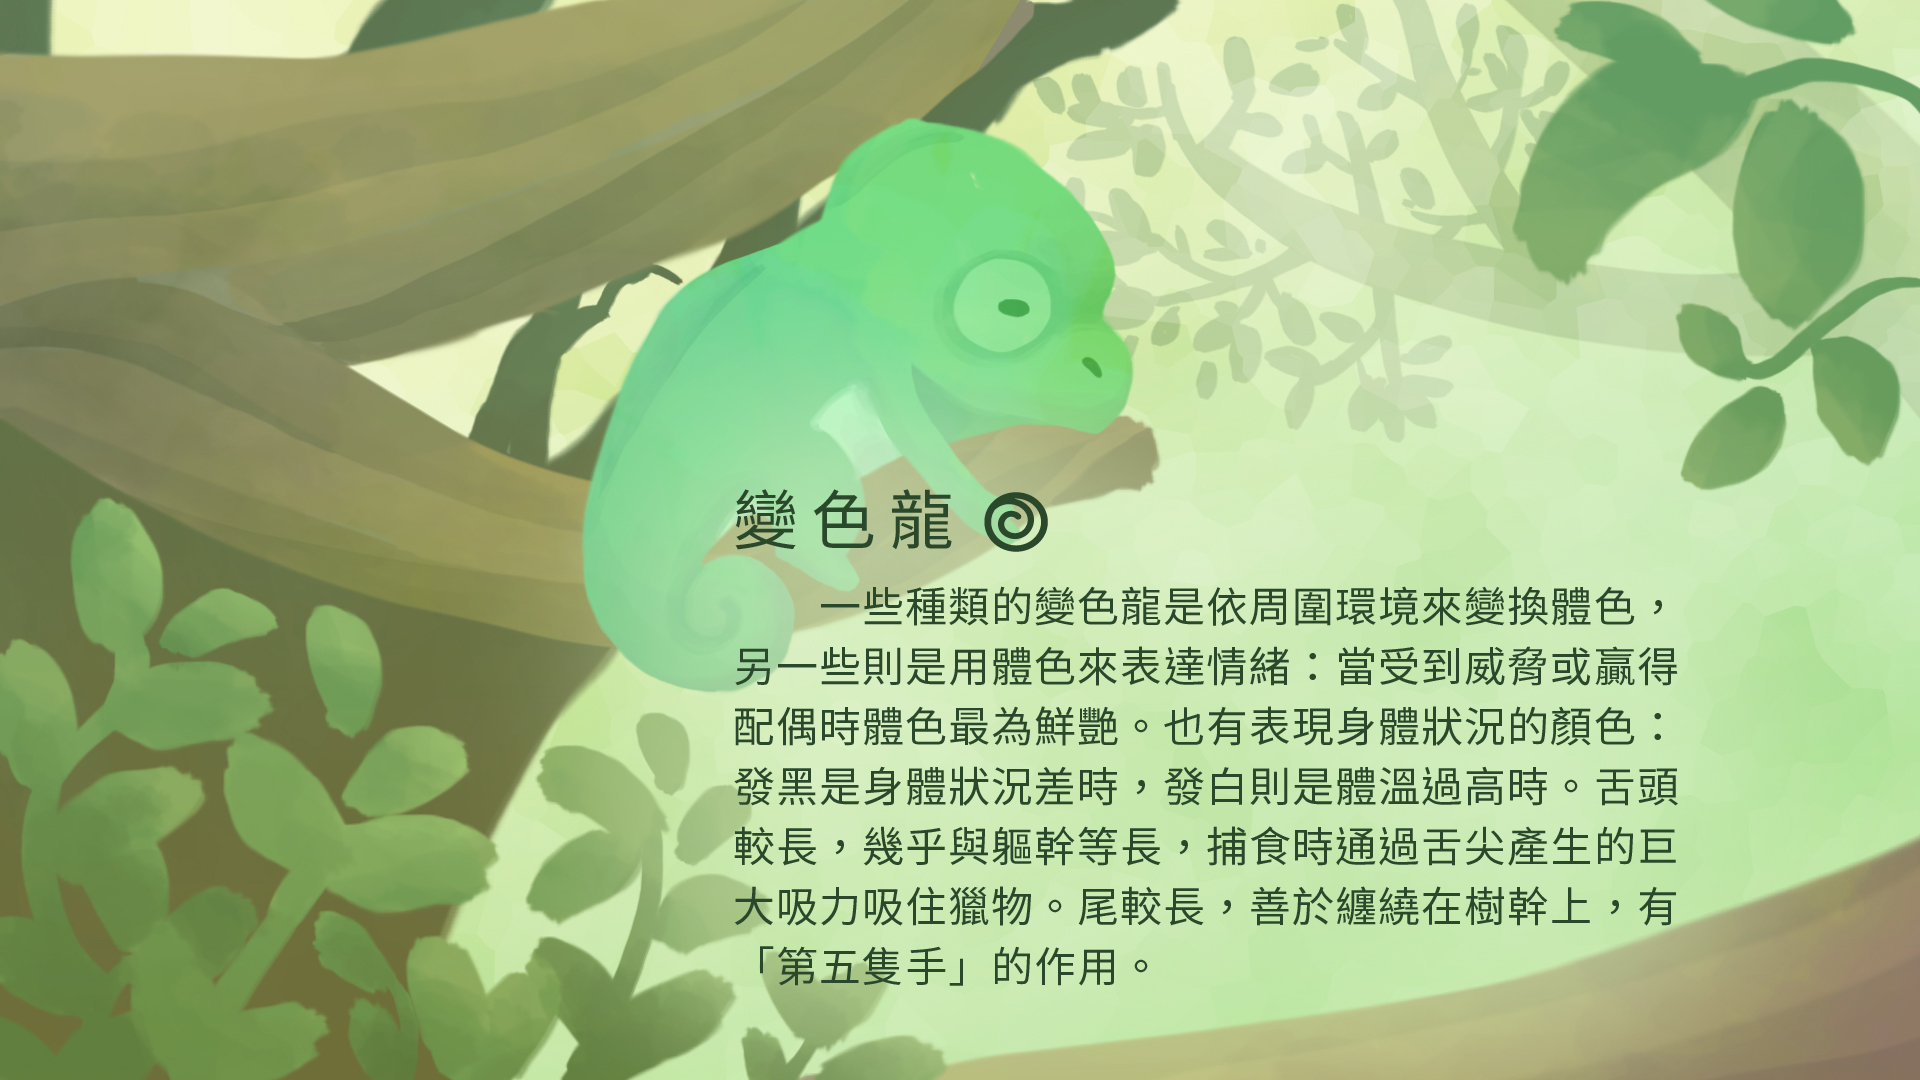 變色龍
一些種類的變色龍是依周圍環境來變換體色，
另一些則是用體色來表達情緒：當受到威脅或贏得
配偶時體色最為鮮艷。也有表現身體狀況的顏色：
發黑是身體狀況差時，發白則是體溫過高時。舌頭
較長，幾乎與軀幹等長，捕食時通過舌尖產生的巨
大吸力吸住獵物。尾較長，善於纏繞在樹幹上，有
「第五隻手」的作用。